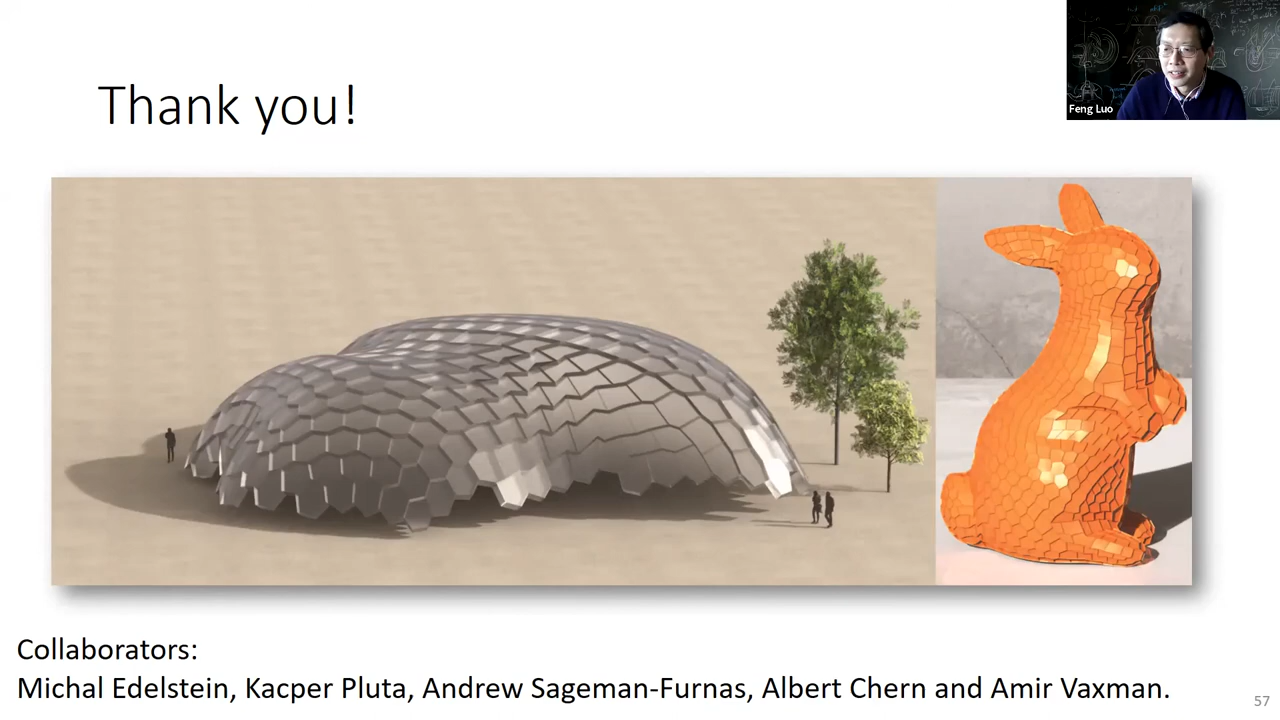 Thank you!
Feng Luo
Collaborators:
Michal Edelstein, Kacper Pluta, Andrew Sageman-Furnas, Albert Chern and Amir Vaxman.
57